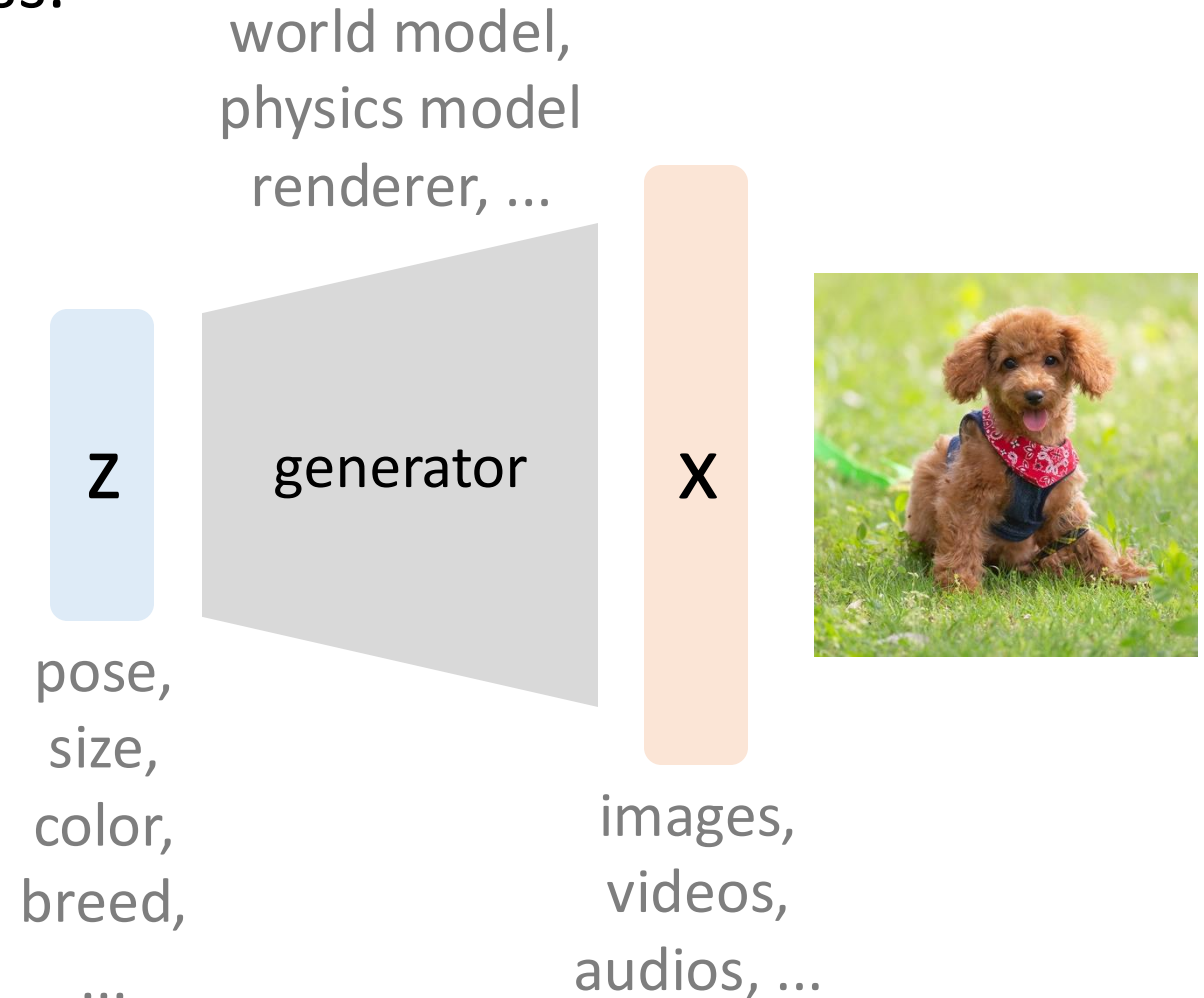 world model,
physics model
renderer, ...
z
generator
x
pose,
size,
color,
breed,
...
images,
videos,
audios, ...